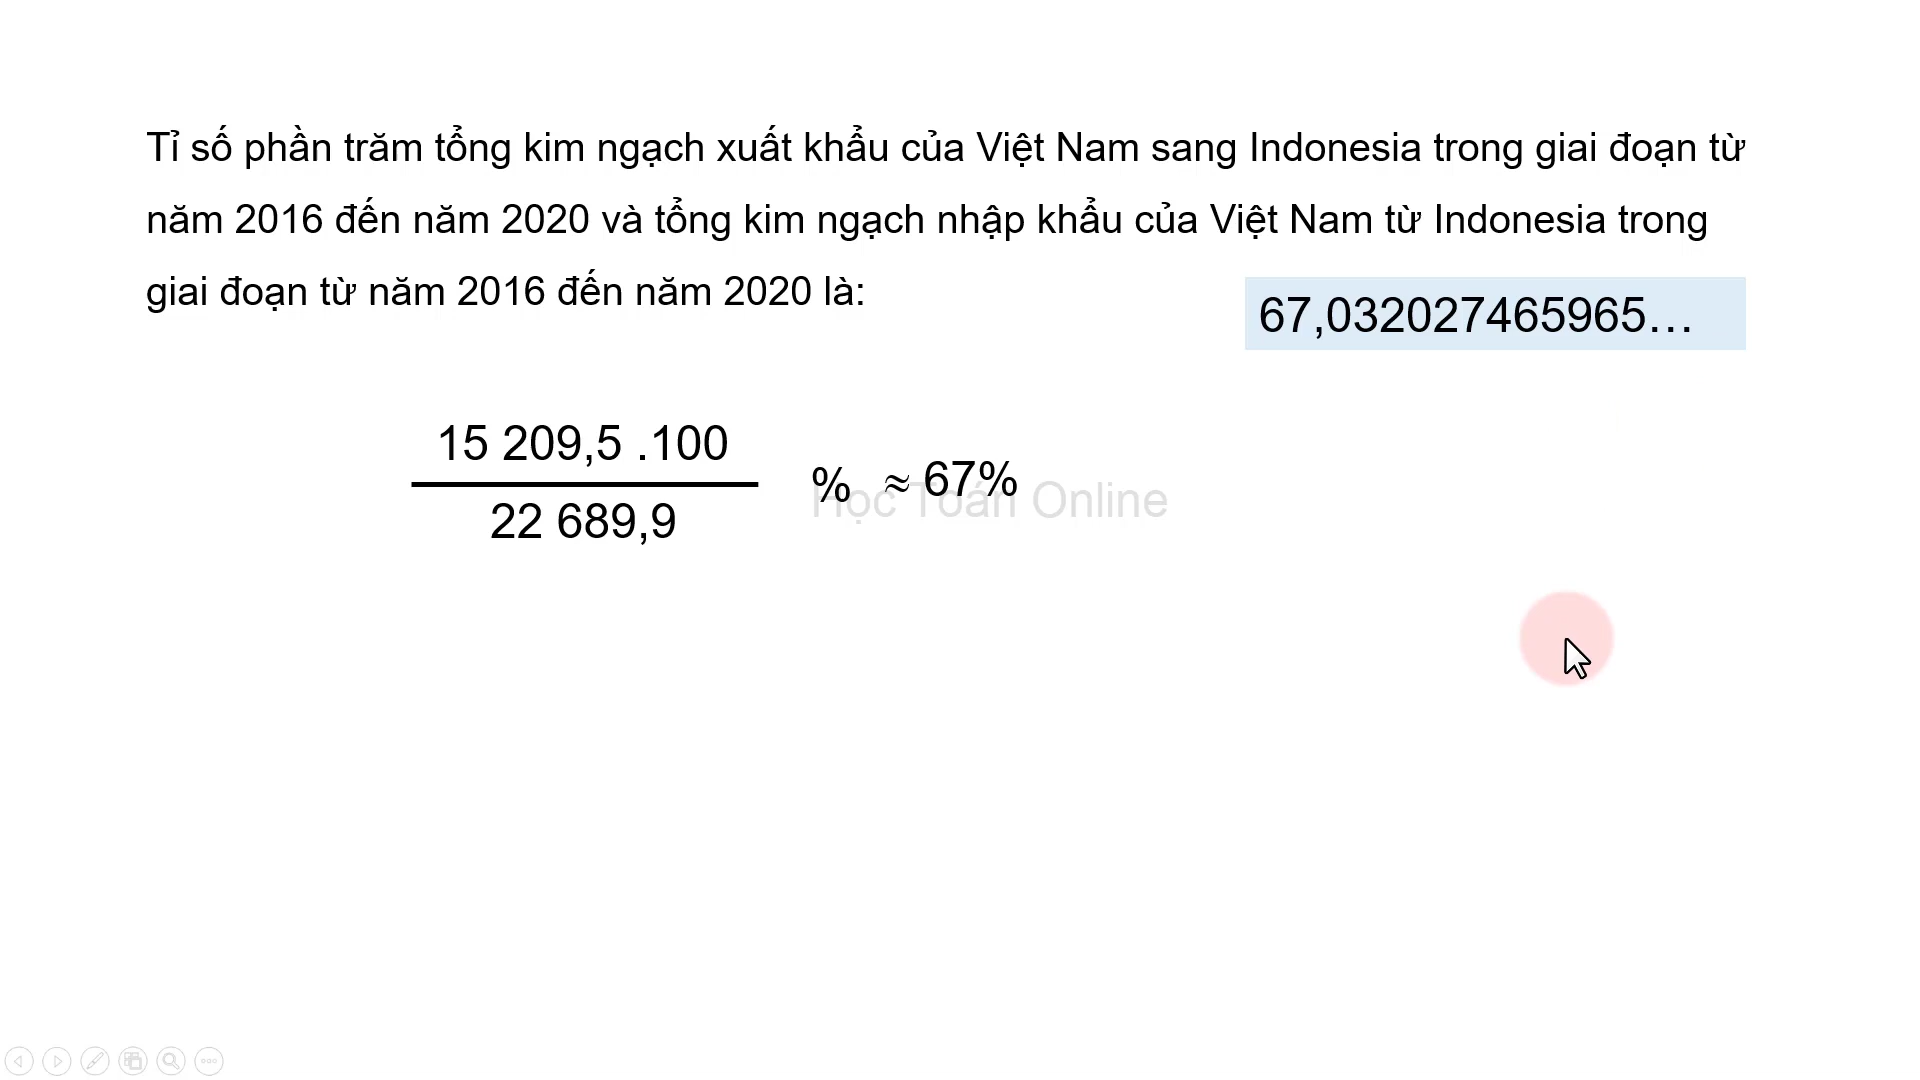 Tỉ số phần trăm tổng kim ngạch xuất khẩu của Việt Nam sang Indonesia trong giai đoạn từ
năm 2016 đến năm 2020 và tổng kim ngạch nhập khẩu của Việt Nam từ Indonesia trong
giai đoạn từ năm 2016 đến năm 2020 là:
67,032027465965…
15 209,5 .100
22 689,9
% ≈ 67%
Học Toán Online